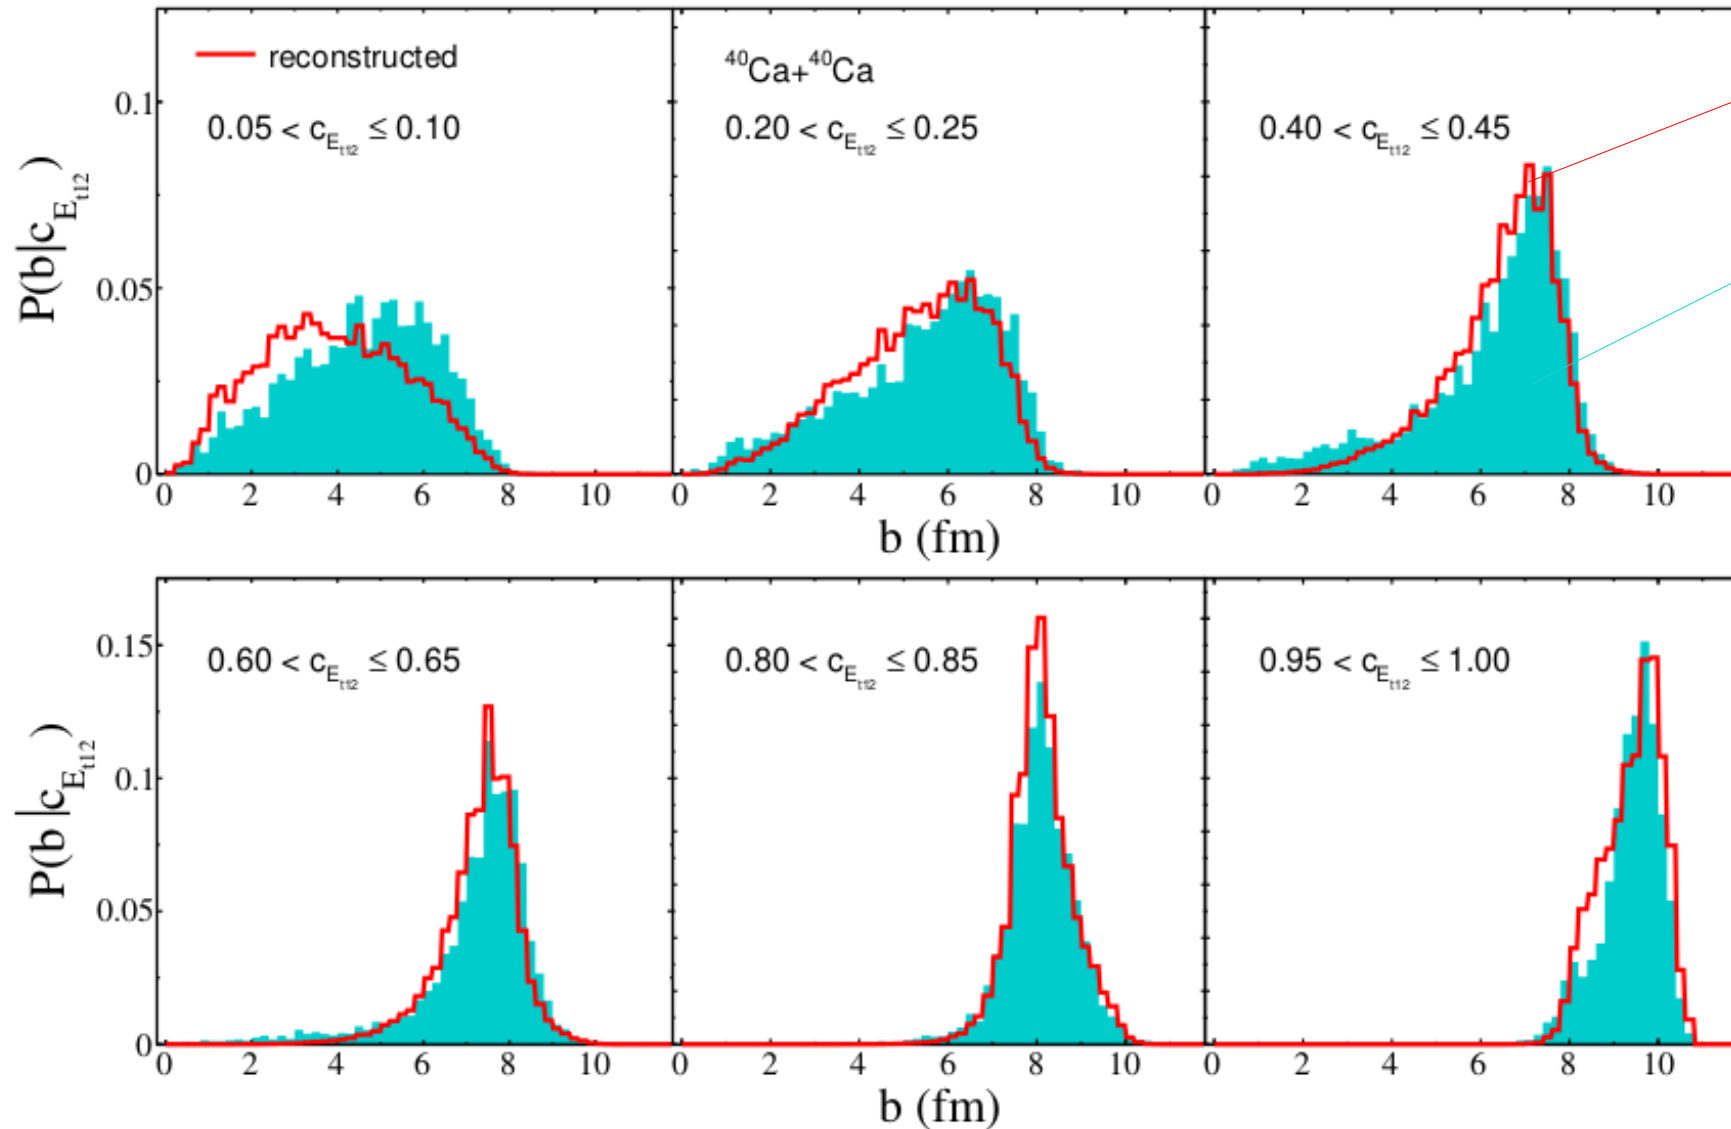 reconstructed
⁴⁰Ca+⁴⁰Ca
0.05 < c_{E_{t12}} ≤ 0.10
0.20 < c_{E_{t12}} ≤ 0.25
0.40 < c_{E_{t12}} ≤ 0.45
P(b|c_{E_{t12}})
0.1
0.05
0
0 2 4 6 8 10
0 2 4 6 8 10
0 2 4 6 8 10
b (fm)
0.60 < c_{E_{t12}} ≤ 0.65
0.80 < c_{E_{t12}} ≤ 0.85
0.95 < c_{E_{t12}} ≤ 1.00
P(b|c_{E_{t12}})
0.15
0.1
0.05
0
0 2 4 6 8 10
0 2 4 6 8 10
0 2 4 6 8 10
b (fm)